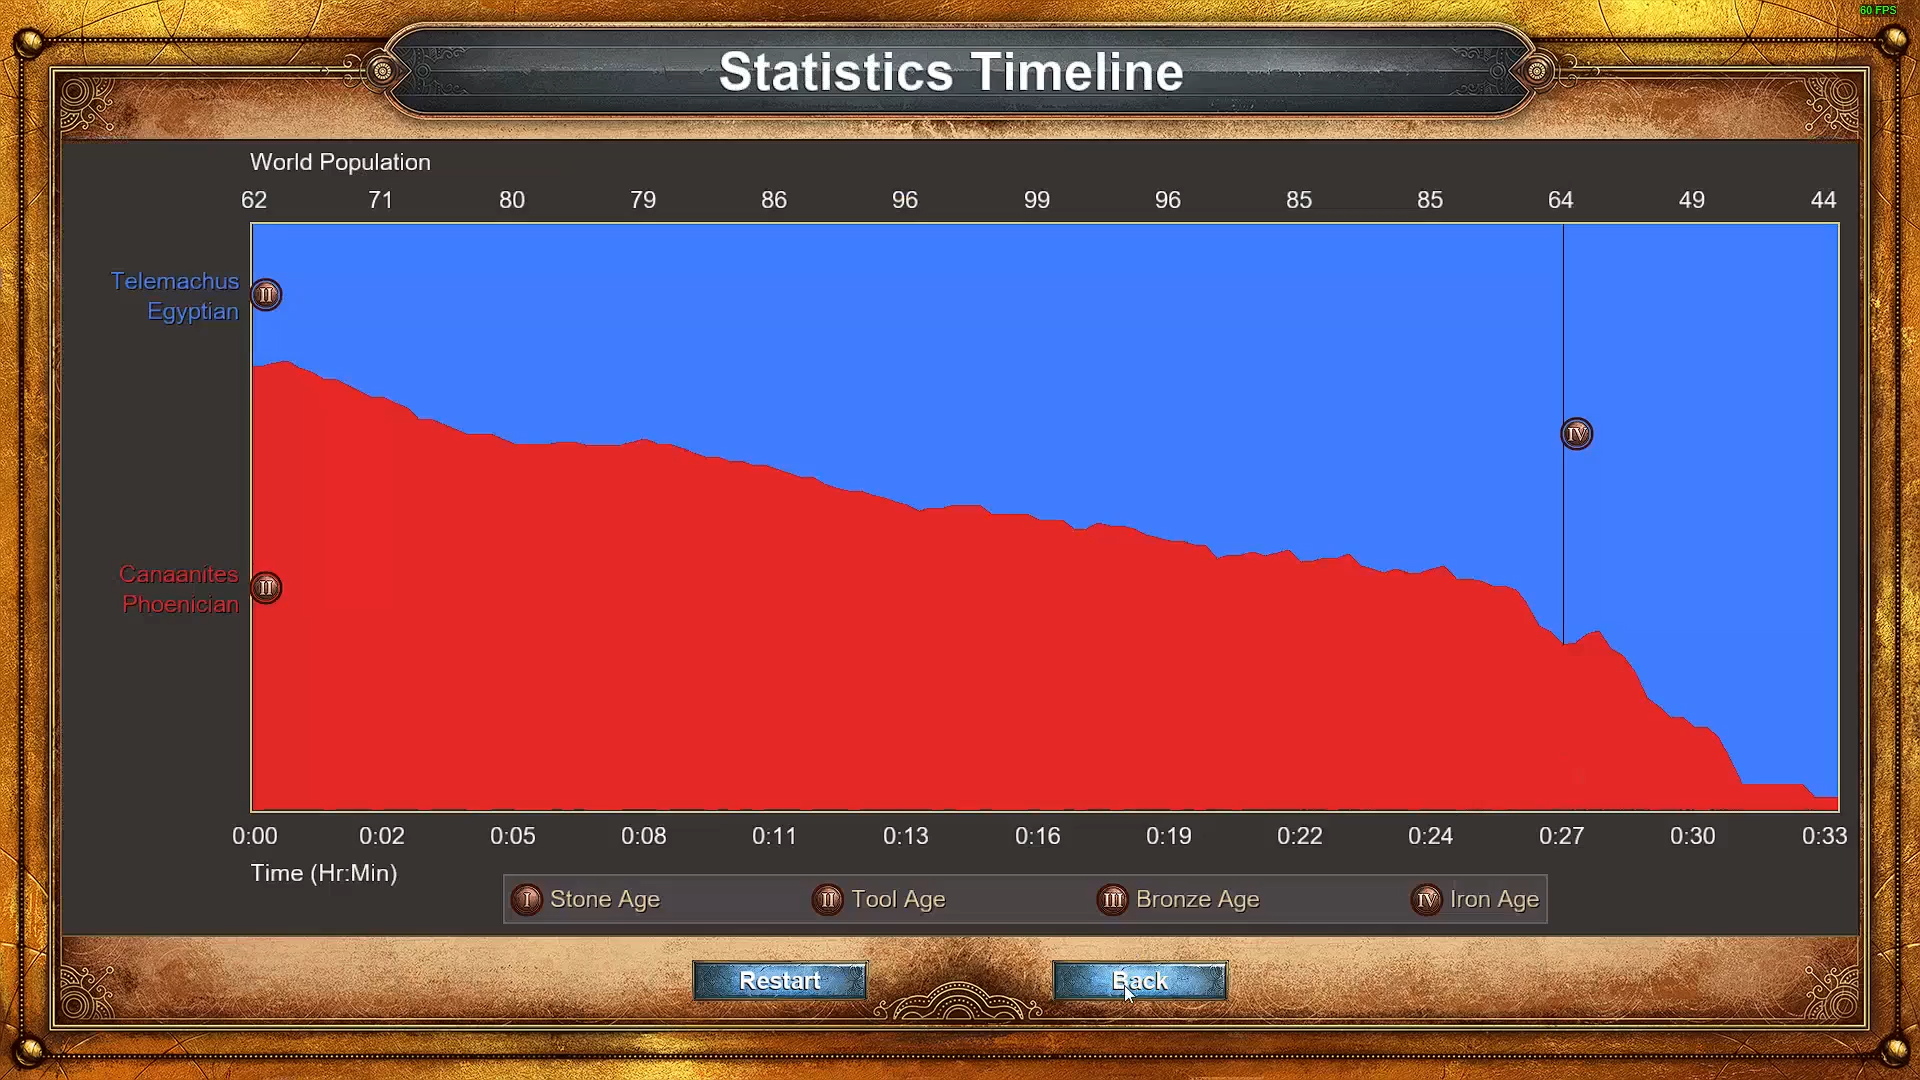 60 FPS
Statistics Timeline
World Population
62 71 80 79 86 96 99 96 85 85 64 49 44
Telemachus
Egyptian
II
IV
Canaanites
Phoenician
II
0:00 0:02 0:05 0:08 0:11 0:13 0:16 0:19 0:22 0:24 0:27 0:30 0:33
Time (Hr:Min)
I Stone Age II Tool Age III Bronze Age IV Iron Age
Restart Back